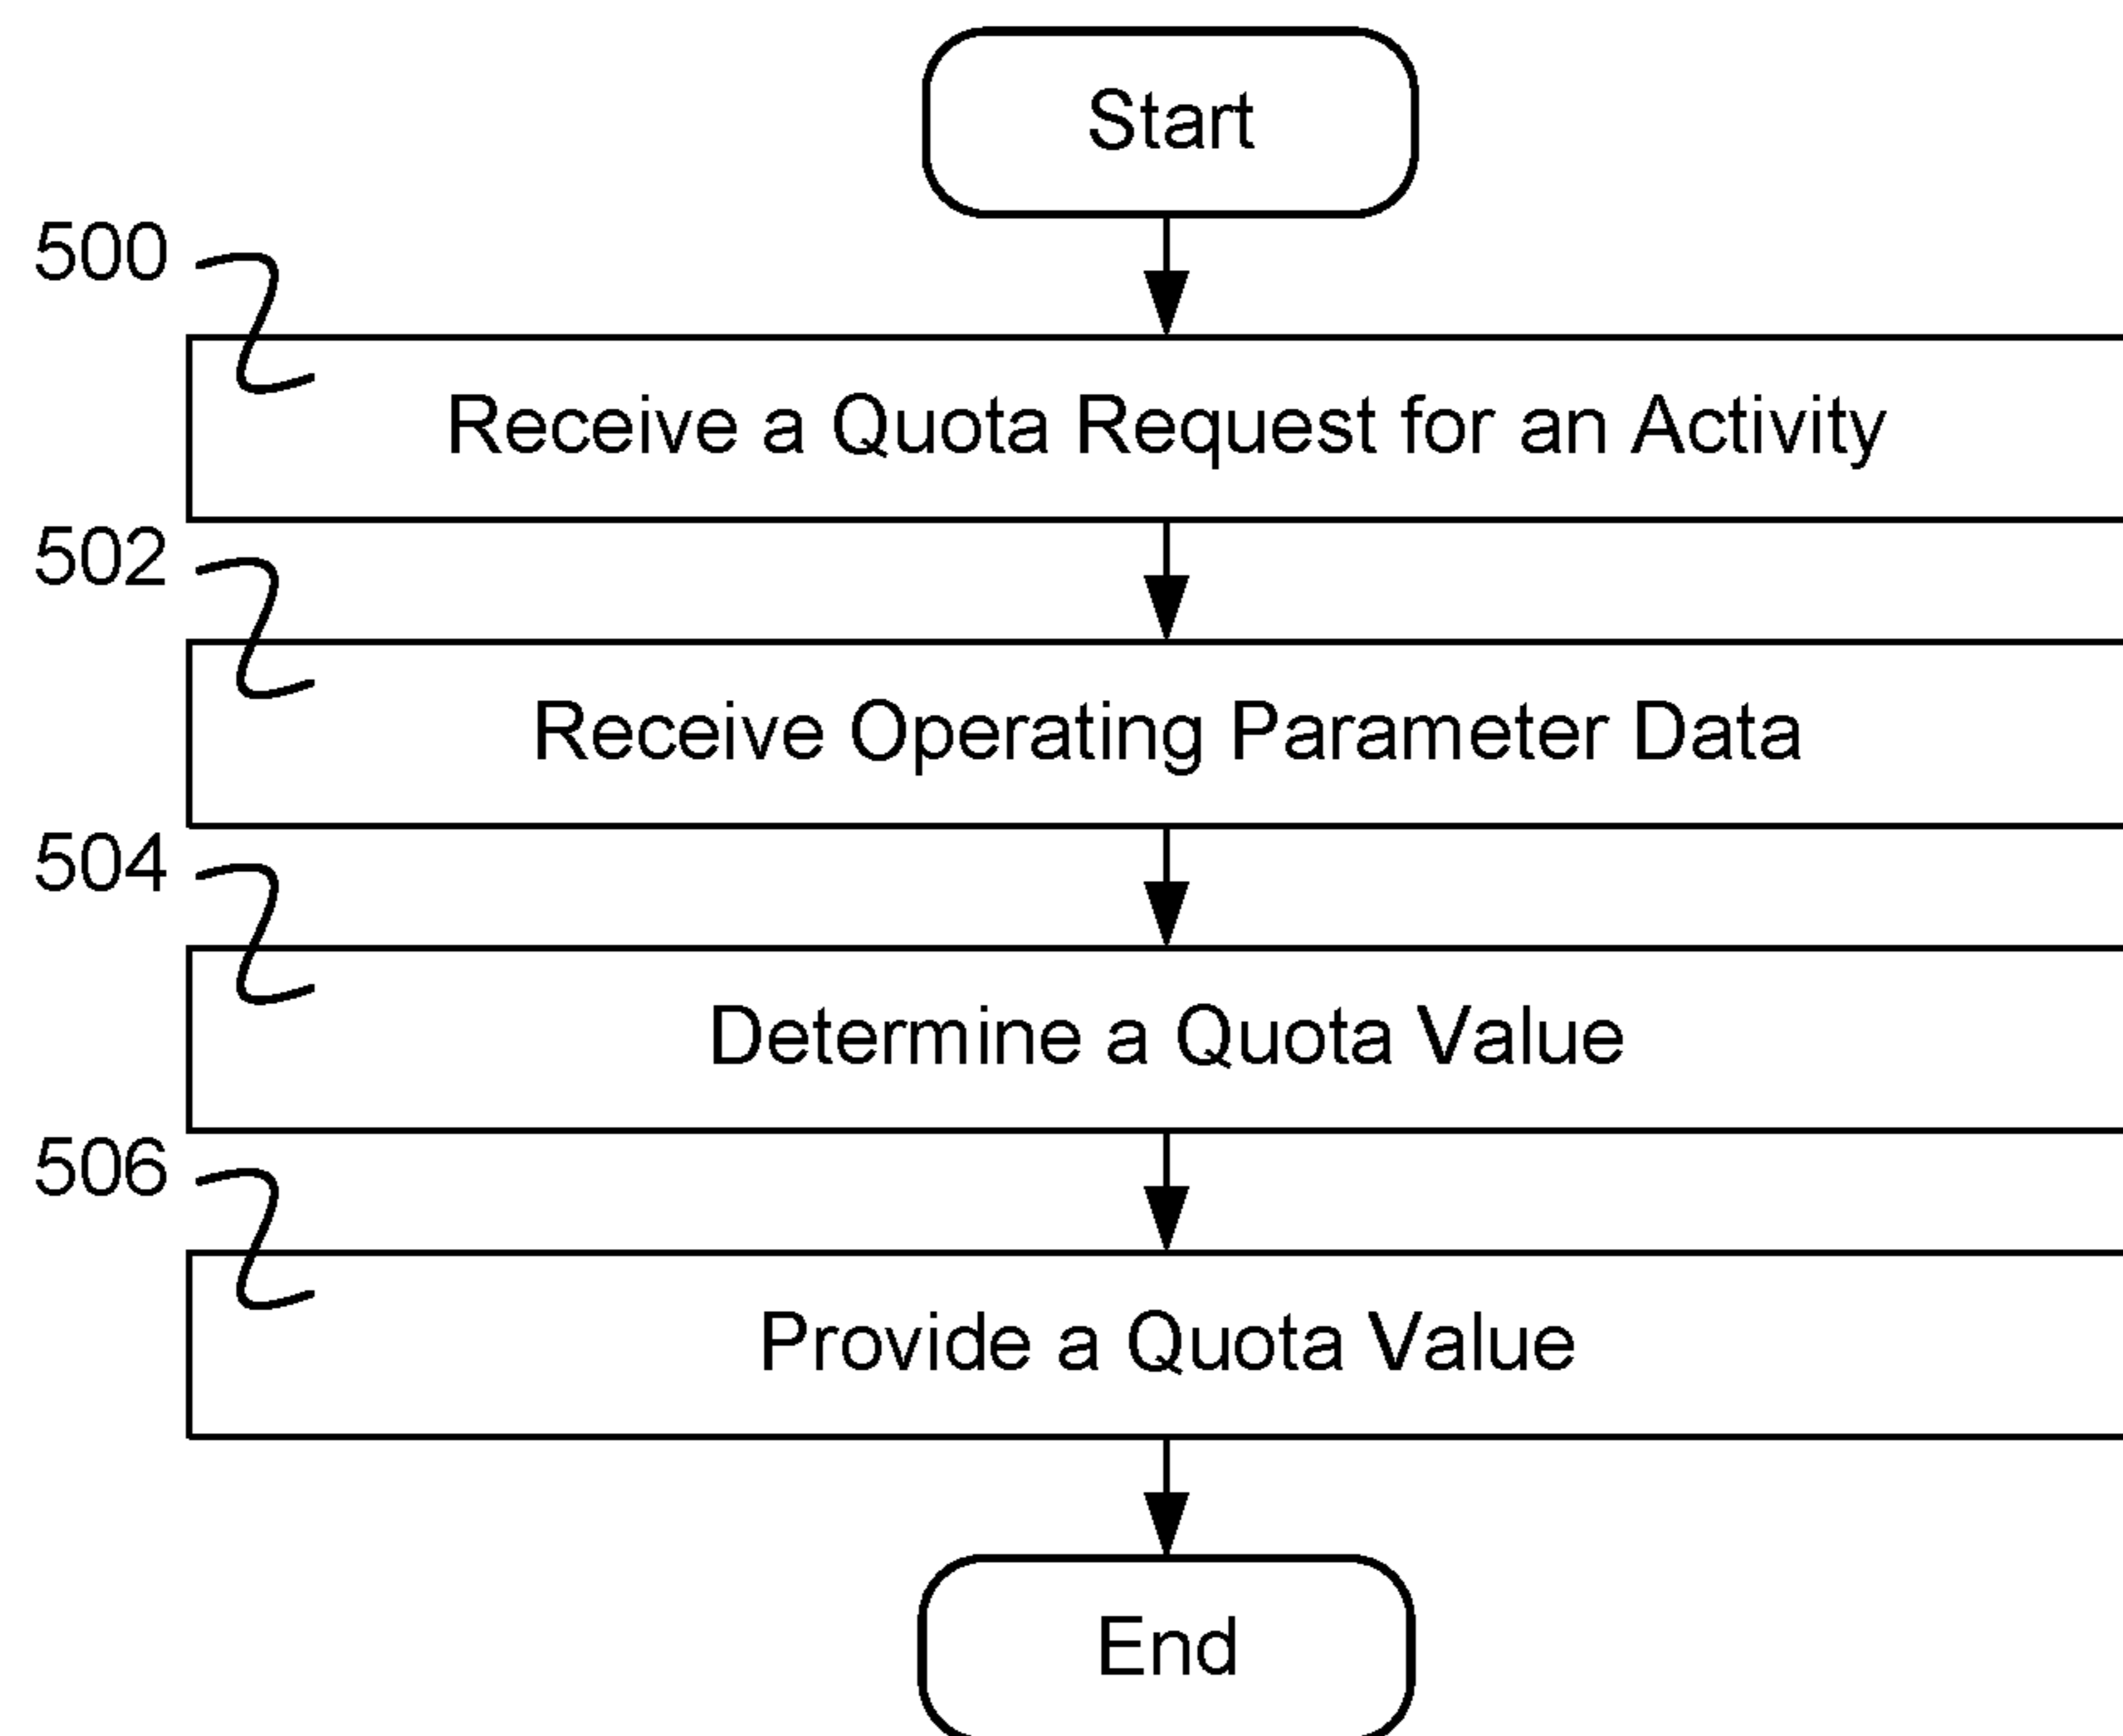 Start
500
Receive a Quota Request for an Activity
502
Receive Operating Parameter Data
504
Determine a Quota Value
506
Provide a Quota Value
End